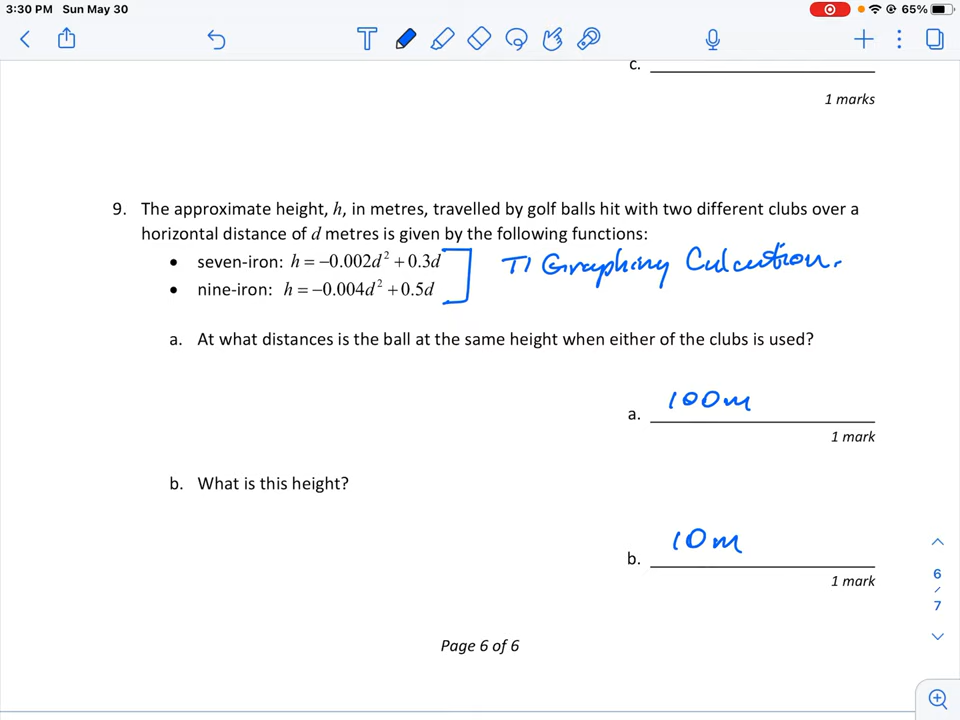 3:30 PM Sun May 30
65%
c.
1 marks
9. The approximate height, h, in metres, travelled by golf balls hit with two different clubs over a
horizontal distance of d metres is given by the following functions:
• seven-iron: h = −0.002d² + 0.3d
• nine-iron: h = −0.004d² + 0.5d
TI Graphing
a. At what distances is the ball at the same height when either of the clubs is used?
a. 100m
1 mark
b. What is this height?
b. 10m
1 mark
6
/
7
Page 6 of 6